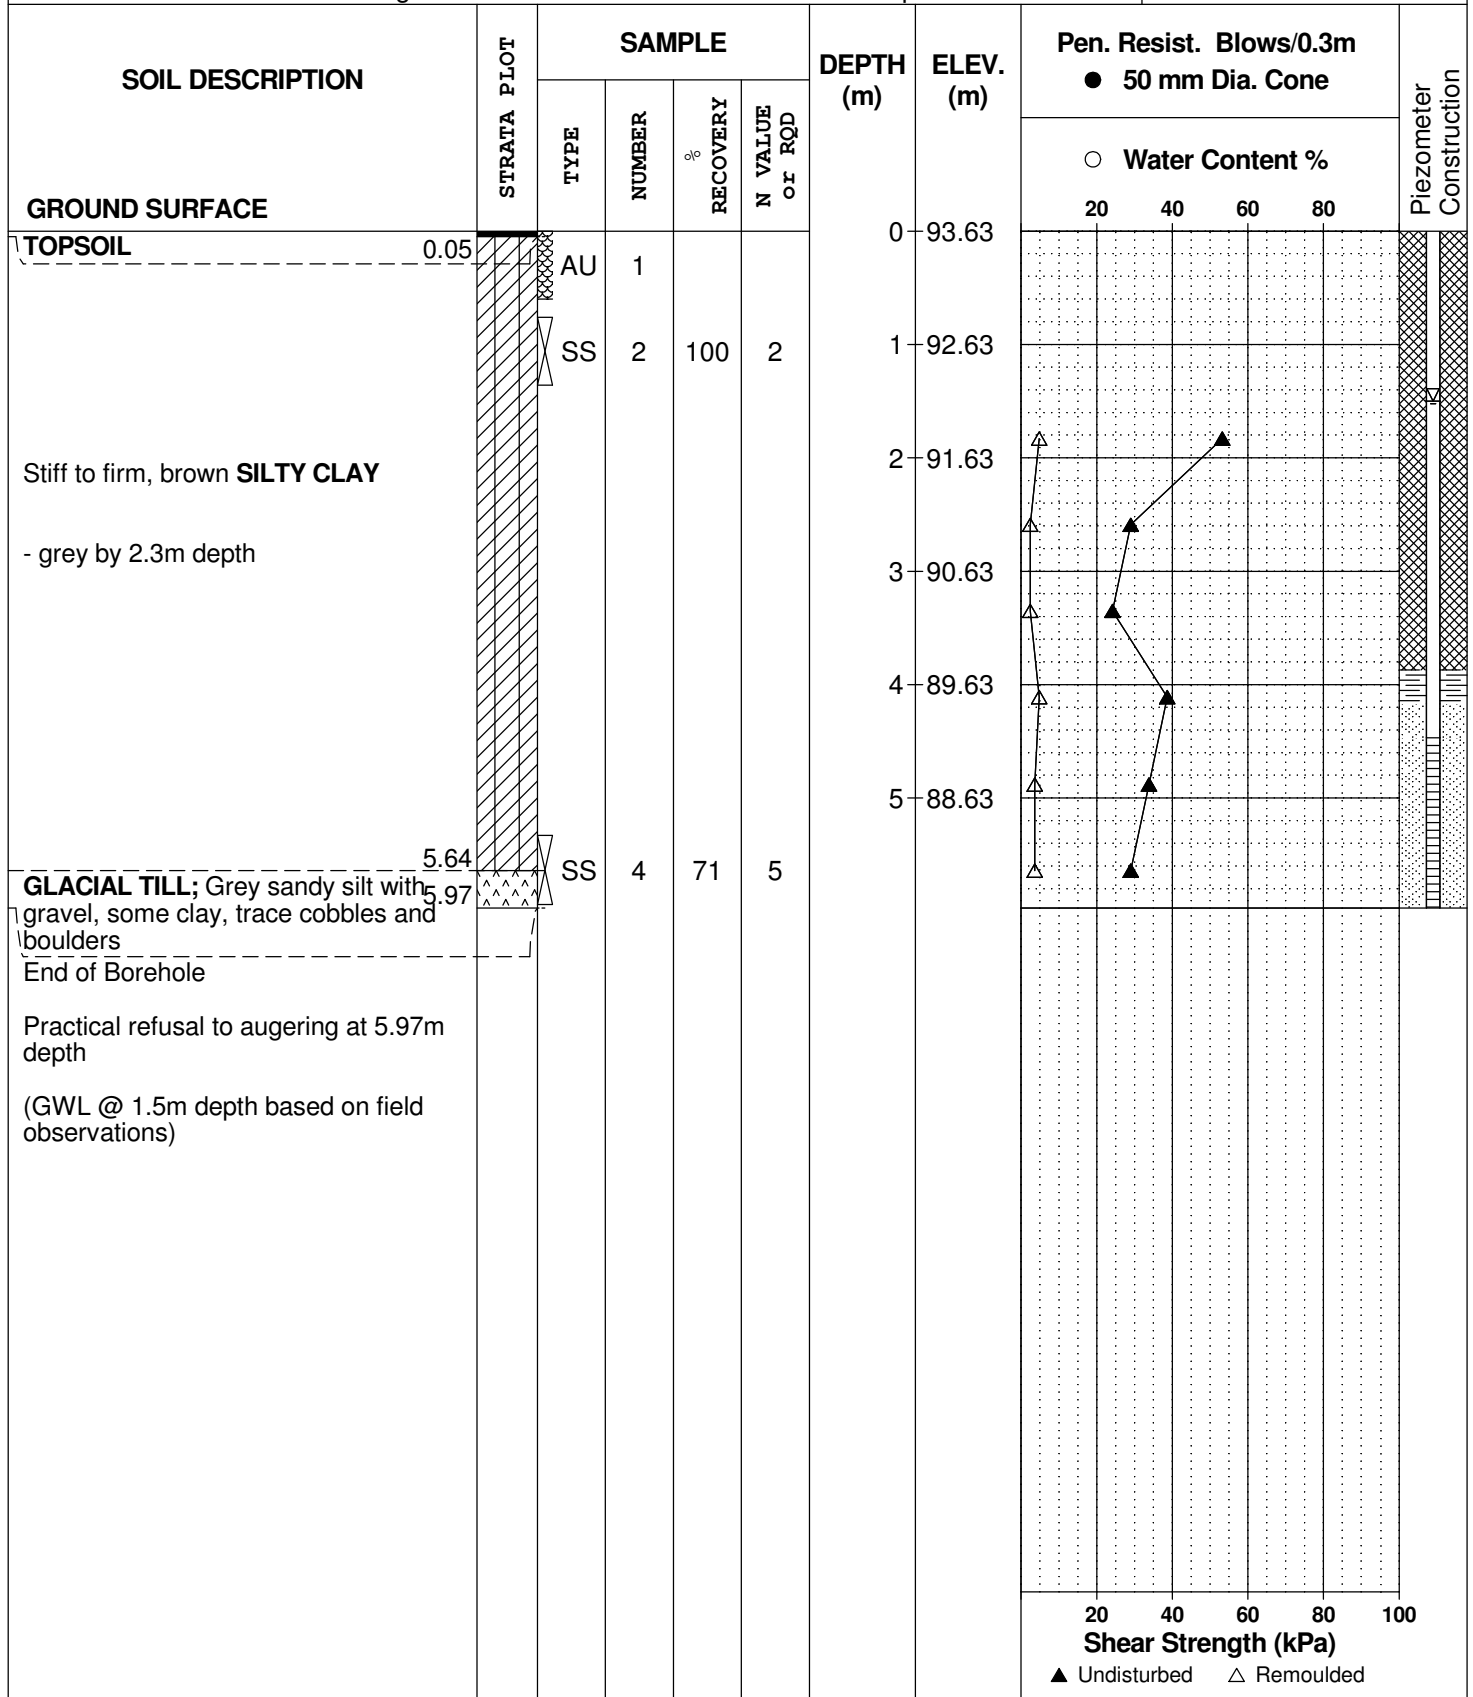 SOIL DESCRIPTION
GROUND SURFACE
STRATA PLOT
SAMPLE
TYPE
NUMBER
%
RECOVERY
N VALUE
or RQD
DEPTH
(m)
ELEV.
(m)
Pen. Resist. Blows/0.3m
● 50 mm Dia. Cone
○ Water Content %
20 40 60 80
Piezometer
Construction
TOPSOIL 0.05
AU 1
0 93.63
SS 2 100 2
1 92.63
2 91.63
Stiff to firm, brown SILTY CLAY
- grey by 2.3m depth
3 90.63
4 89.63
5 88.63
5.64
SS 4 71 5
GLACIAL TILL; Grey sandy silt with
5.97
gravel, some clay, trace cobbles and
boulders
End of Borehole
Practical refusal to augering at 5.97m
depth
(GWL @ 1.5m depth based on field
observations)
20 40 60 80 100
Shear Strength (kPa)
▲ Undisturbed △ Remoulded